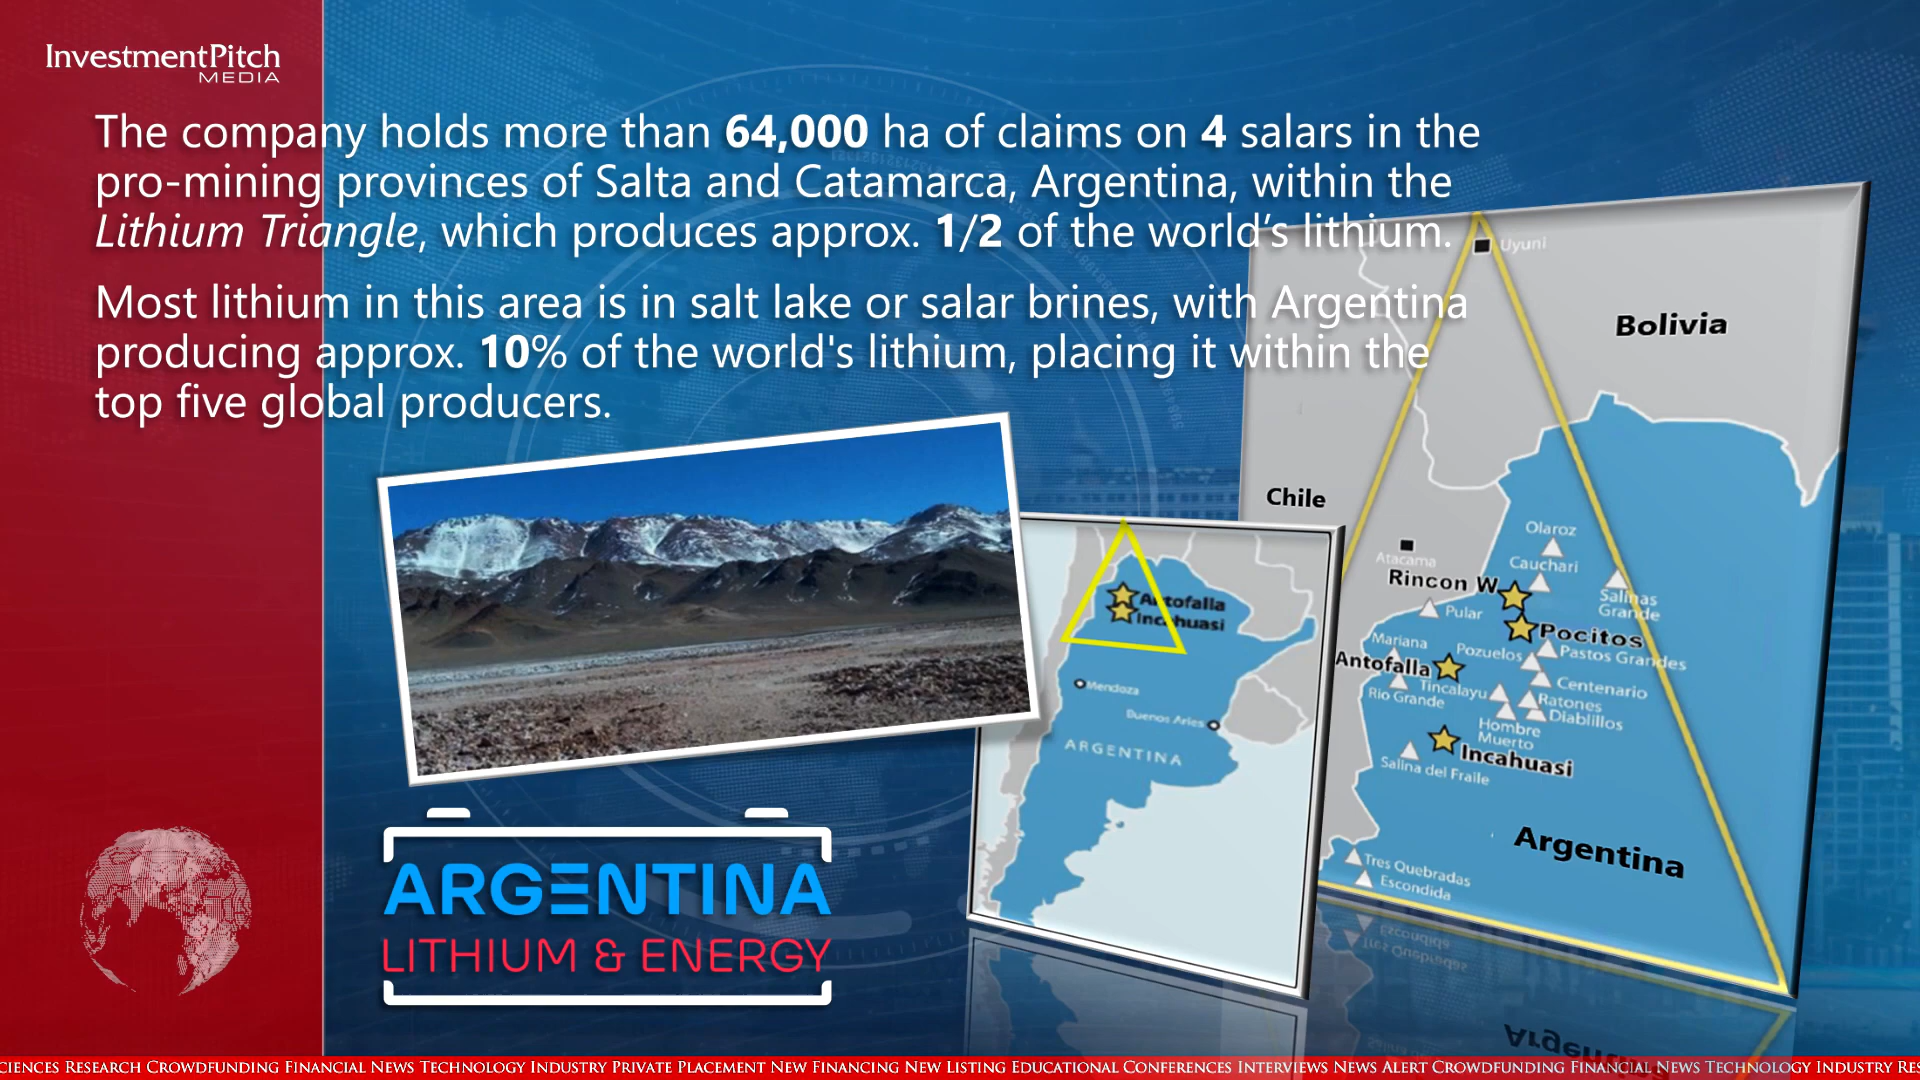 InvestmentPitch
MEDIA
The company holds more than 64,000 ha of claims on 4 salars in the
pro-mining provinces of Salta and Catamarca, Argentina, within the
Lithium Triangle, which produces approx. 1/2 of the world’s lithium.
Most lithium in this area is in salt lake or salar brines, with Argentina
producing approx. 10% of the world's lithium, placing it within the
top five global producers.
Uyuni
Bolivia
Chile
Olaroz
Atacama
Cauchari
Rincon W
Salinas
Grande
Pular
Pocitos
Mariana
Pozuelos
Pastos Grandes
Antofalla
Centenario
Rio Grande
Tincalayu
Ratones
Diablillos
Hombre
Muerto
Incahuasi
Salina del Fraile
Argentina
Tres Quebradas
Escondida
Antofalla
Incahuasi
Mendoza
Buenos Aires
ARGENTINA
ARGENTINA
LITHIUM & ENERGY
Escondida
Tres Quebradas
Argentina
CIENCES RESEARCH CROWDFUNDING FINANCIAL NEWS TECHNOLOGY INDUSTRY PRIVATE PLACEMENT NEW FINANCING NEW LISTING EDUCATIONAL CONFERENCES INTERVIEWS NEWS ALERT CROWDFUNDING FINANCIAL NEWS TECHNOLOGY INDUSTRY RES